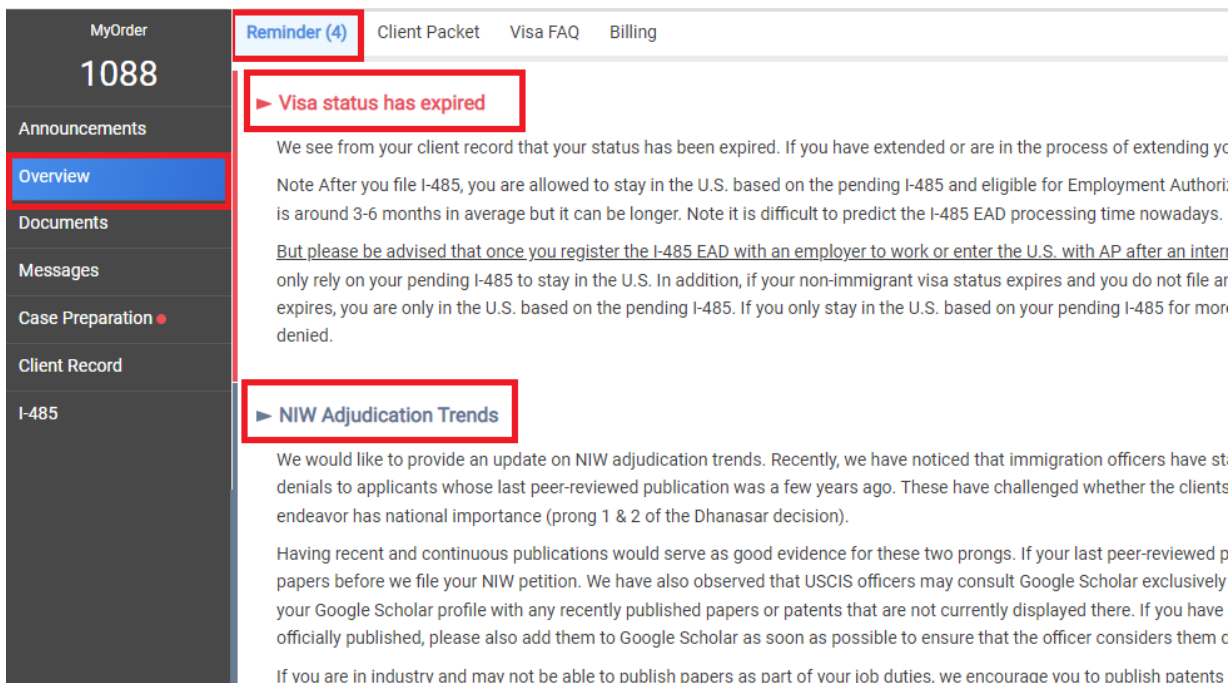 MyOrder
1088
Announcements
Overview
Documents
Messages
Case Preparation
Client Record
I-485
Reminder (4) Client Packet Visa FAQ Billing
Visa status has expired
We see from your client record that your status has been expired. If you have extended or are in the process of extending
Note After you file I-485, you are allowed to stay in the U.S. based on the pending I-485 and eligible for Employment
is around 3-6 months in average but it can be longer. Note it is difficult to predict the I-485 EAD processing time nowadays.
But please be advised that once you register the I-485 EAD with an employer to work or enter the U.S. with AP after an
only rely on your pending I-485 to stay in the U.S. In addition, if your non-immigrant visa status expires and you do not file
expires, you are only in the U.S. based on the pending I-485. If you only stay in the U.S. based on your pending I-485 for more
denied.
NIW Adjudication Trends
We would like to provide an update on NIW adjudication trends. Recently, we have noticed that immigration officers have
denials to applicants whose last peer-reviewed publication was a few years ago. These have challenged whether the clients
endeavor has national importance (prong 1 & 2 of the Dhanasar decision).
Having recent and continuous publications would serve as good evidence for these two prongs. If your last peer-reviewed
papers before we file your NIW petition. We have also observed that USCIS officers may consult Google Scholar exclusively
your Google Scholar profile with any recently published papers or patents that are not currently displayed there. If you have
officially published, please also add them to Google Scholar as soon as possible to ensure that the officer considers them
If you are in industry and may not be able to publish papers as part of your job duties, we encourage you to publish patents